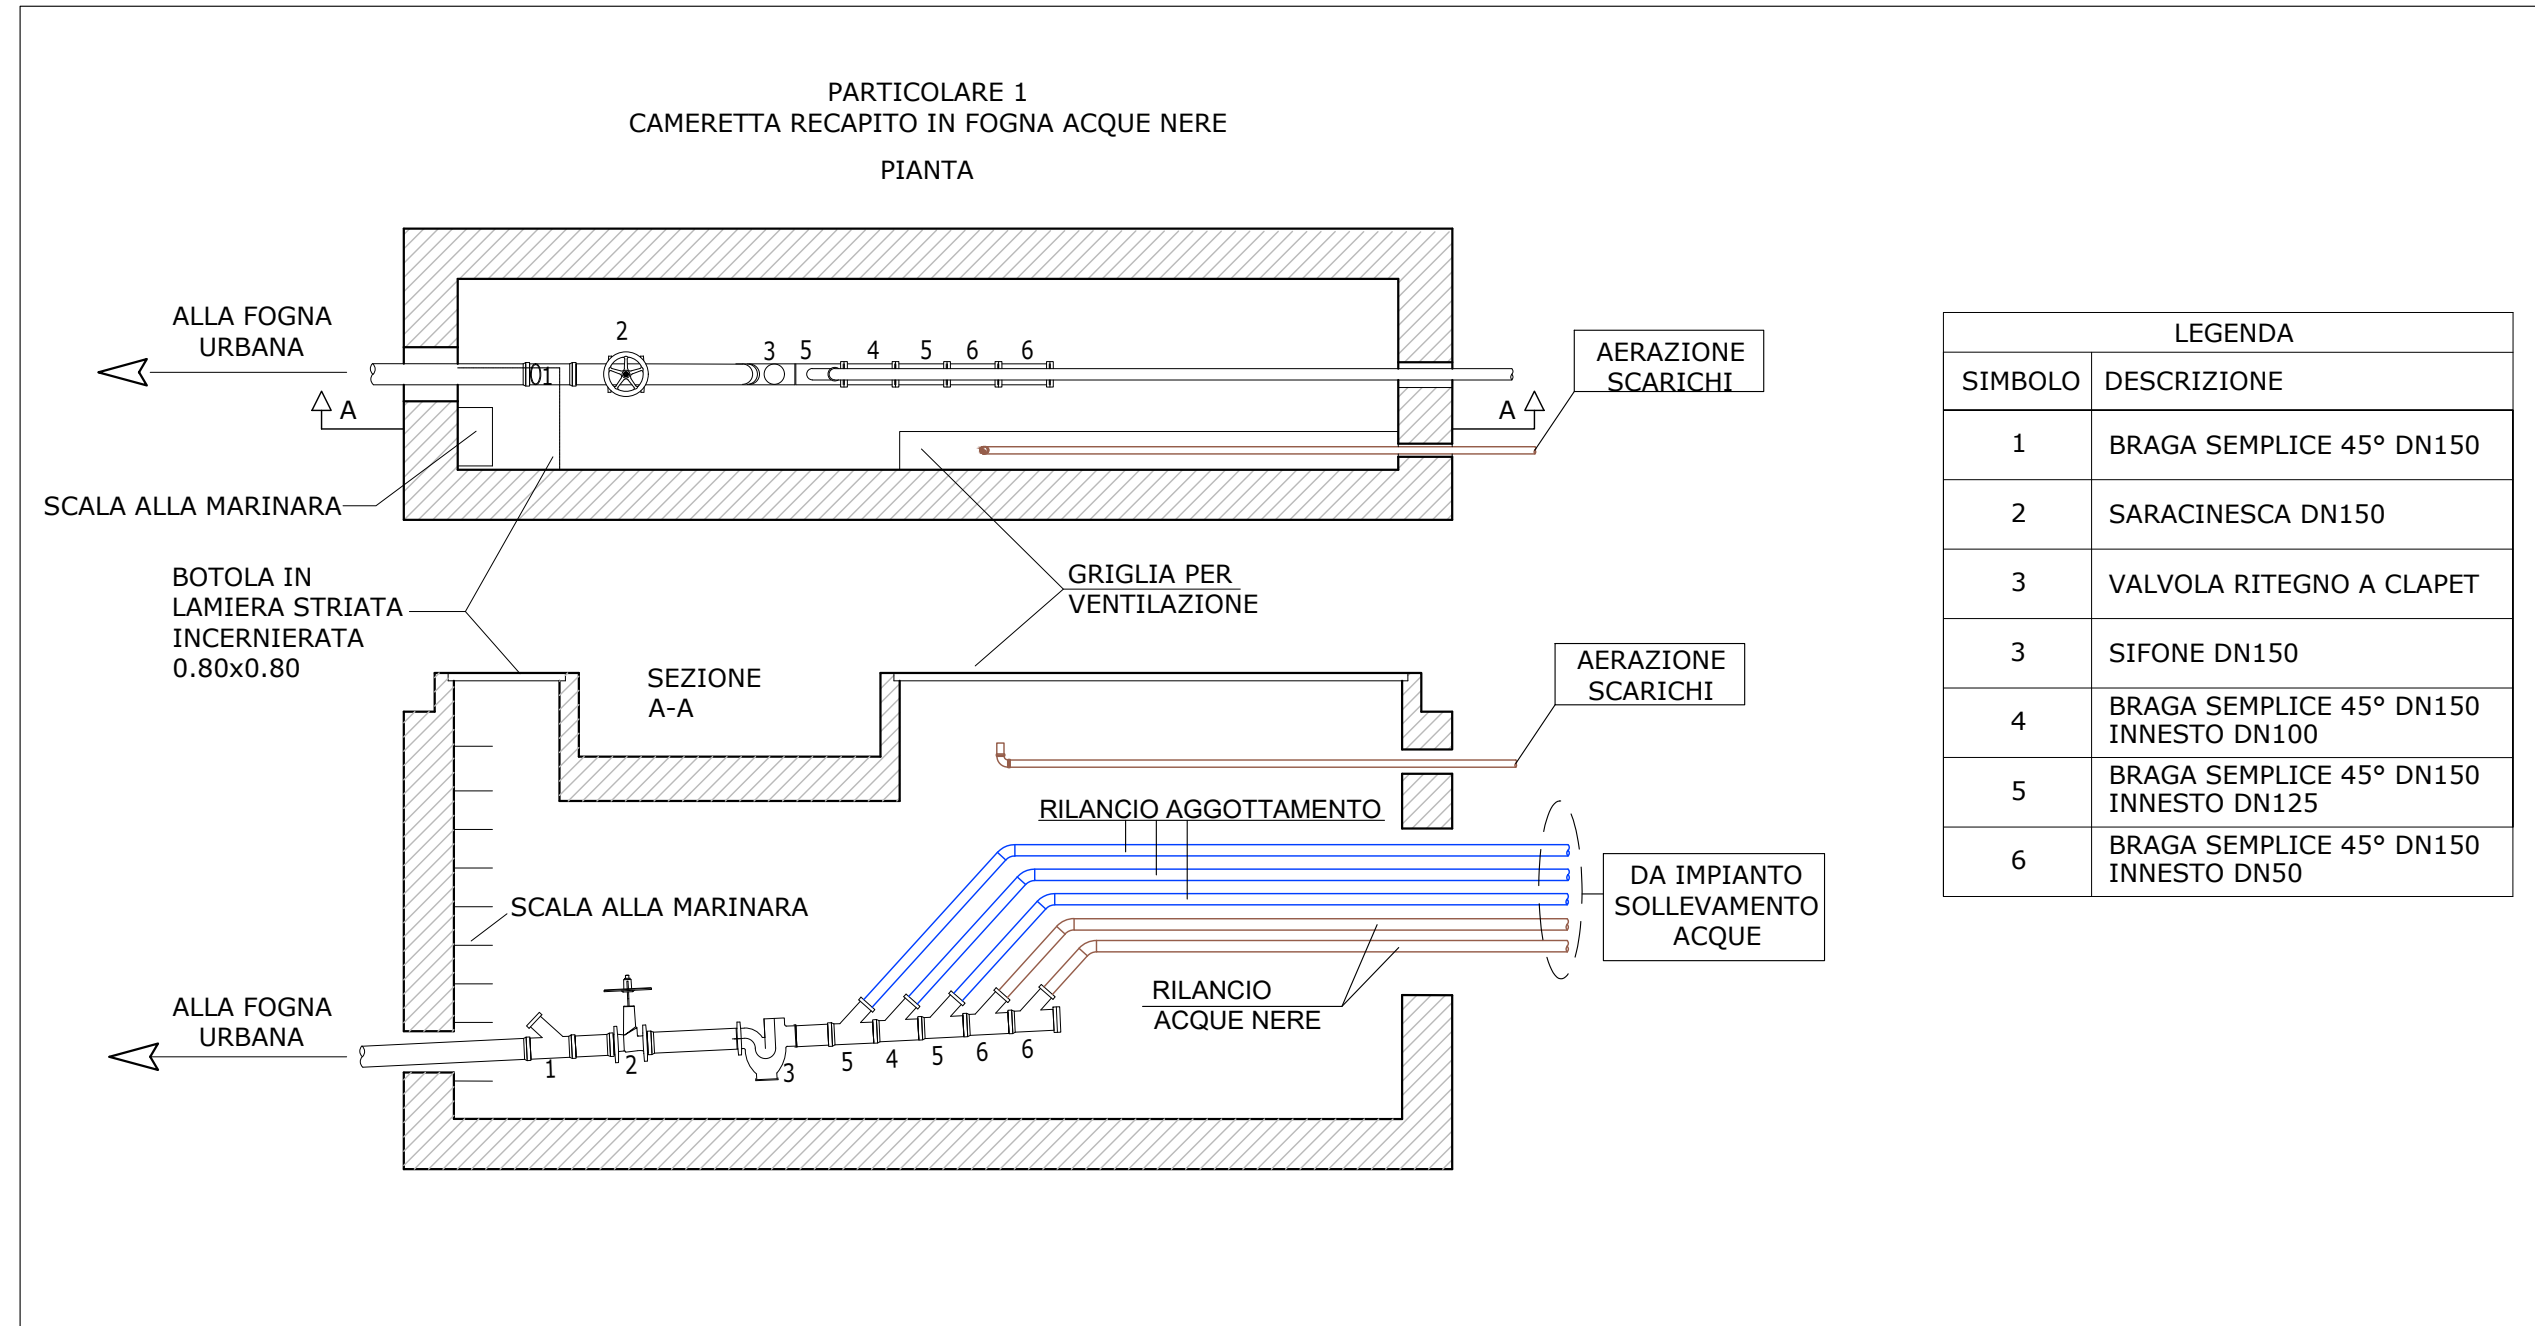 PARTICOLARE 1
CAMERETTA RECAPITO IN FOGNA ACQUE NERE
PIANTA
ALLA FOGNA
URBANA
A
2
01
3
5
4
5
6
6
A
AERAZIONE
SCARICHI
SCALA ALLA MARINARA
BOTOLA IN
LAMIERA STRIATA
INCERNIERATA
0.80x0.80
GRIGLIA PER
VENTILAZIONE
SEZIONE
A-A
AERAZIONE
SCARICHI
RILANCIO AGGOTTAMENTO
DA IMPIANTO
SOLLEVAMENTO
ACQUE
SCALA ALLA MARINARA
RILANCIO
ACQUE NERE
ALLA FOGNA
URBANA
1
2
3
5
4
5
6
6
LEGENDA
SIMBOLO DESCRIZIONE
1 BRAGA SEMPLICE 45° DN150
2 SARACINESCA DN150
3 VALVOLA RITEGNO A CLAPET
3 SIFONE DN150
4 BRAGA SEMPLICE 45° DN150
INNESTO DN100
5 BRAGA SEMPLICE 45° DN150
INNESTO DN125
6 BRAGA SEMPLICE 45° DN150
INNESTO DN50